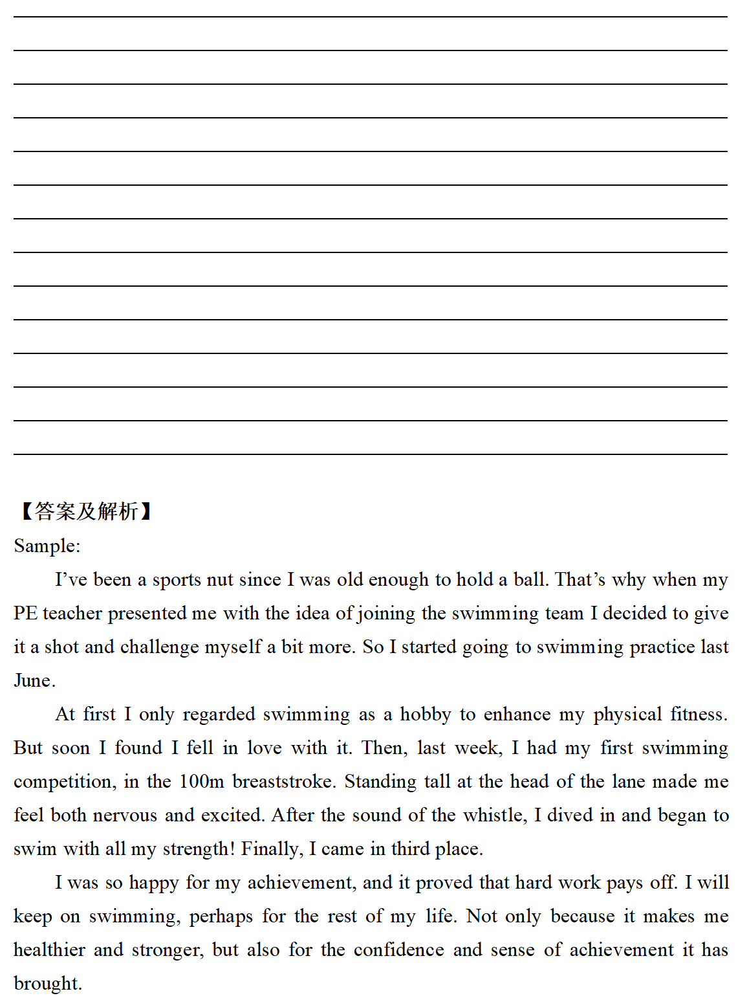 【答案及解析】
Sample:
I’ve been a sports nut since I was old enough to hold a ball. That’s why when my
PE teacher presented me with the idea of joining the swimming team I decided to give
it a shot and challenge myself a bit more. So I started going to swimming practice last
June.
At first I only regarded swimming as a hobby to enhance my physical fitness.
But soon I found I fell in love with it. Then, last week, I had my first swimming
competition, in the 100m breaststroke. Standing tall at the head of the lane made me
feel both nervous and excited. After the sound of the whistle, I dived in and began to
swim with all my strength! Finally, I came in third place.
I was so happy for my achievement, and it proved that hard work pays off. I will
keep on swimming, perhaps for the rest of my life. Not only because it makes me
healthier and stronger, but also for the confidence and sense of achievement it has
brought.